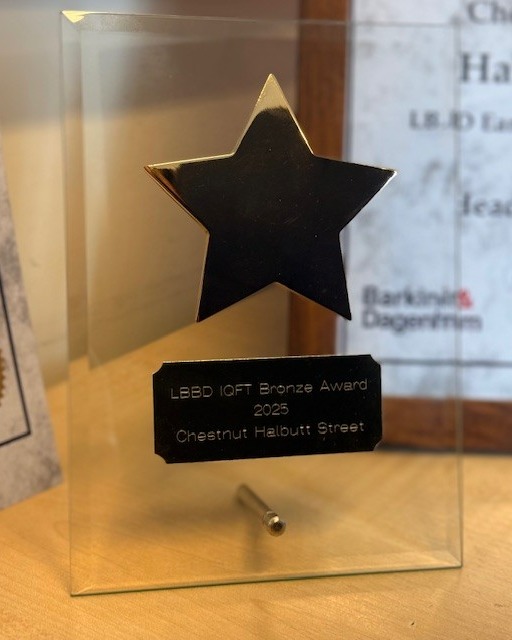 LBBD IQFT Bronze Award
2025
Chestnut Halbutt Street
Barking&
Dagenham